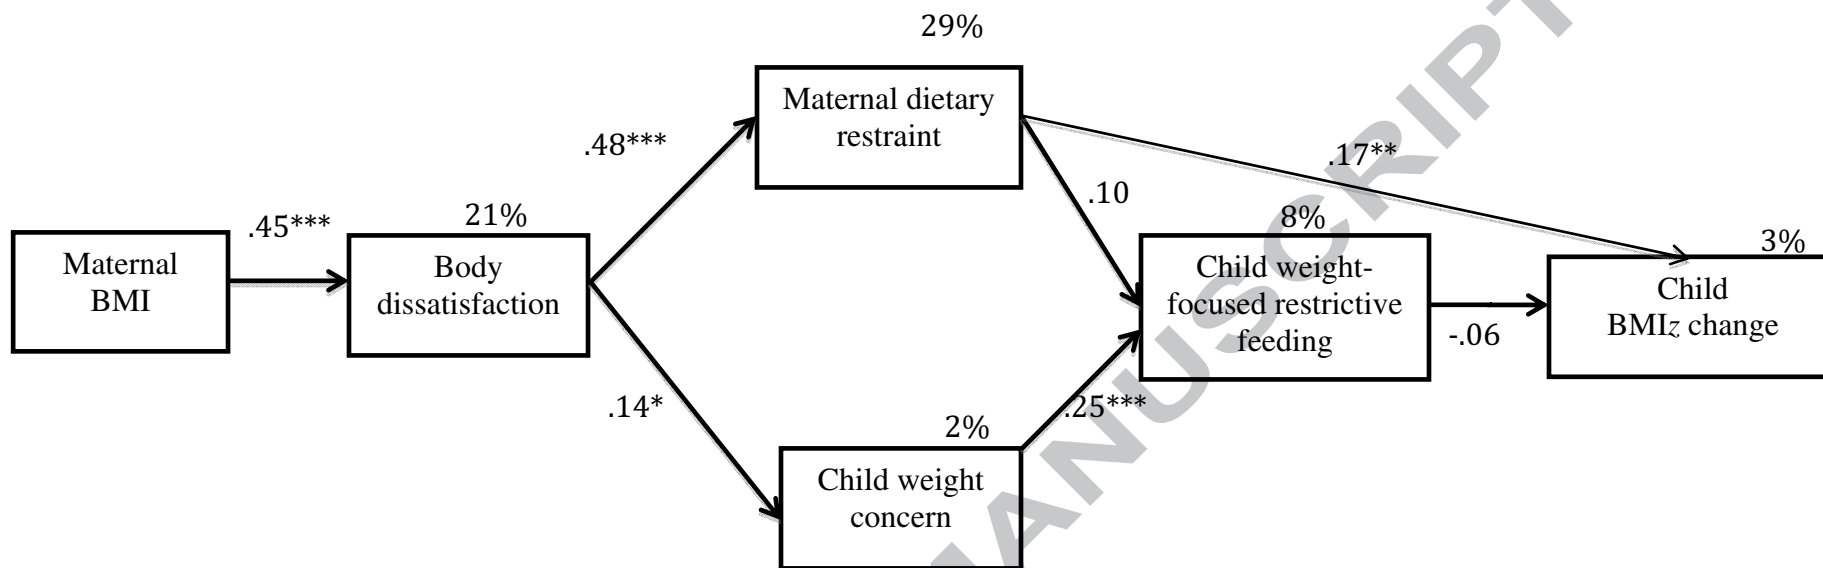 29%
Maternal dietary
restraint
.48***
.17**
.10
.45***
21%
8%
3%
Maternal
BMI
Body
dissatisfaction
Child weight-
focused restrictive
feeding
Child
BMIz change
-.06
.14*
.25***
2%
Child weight
concern
MANUSCRIPT